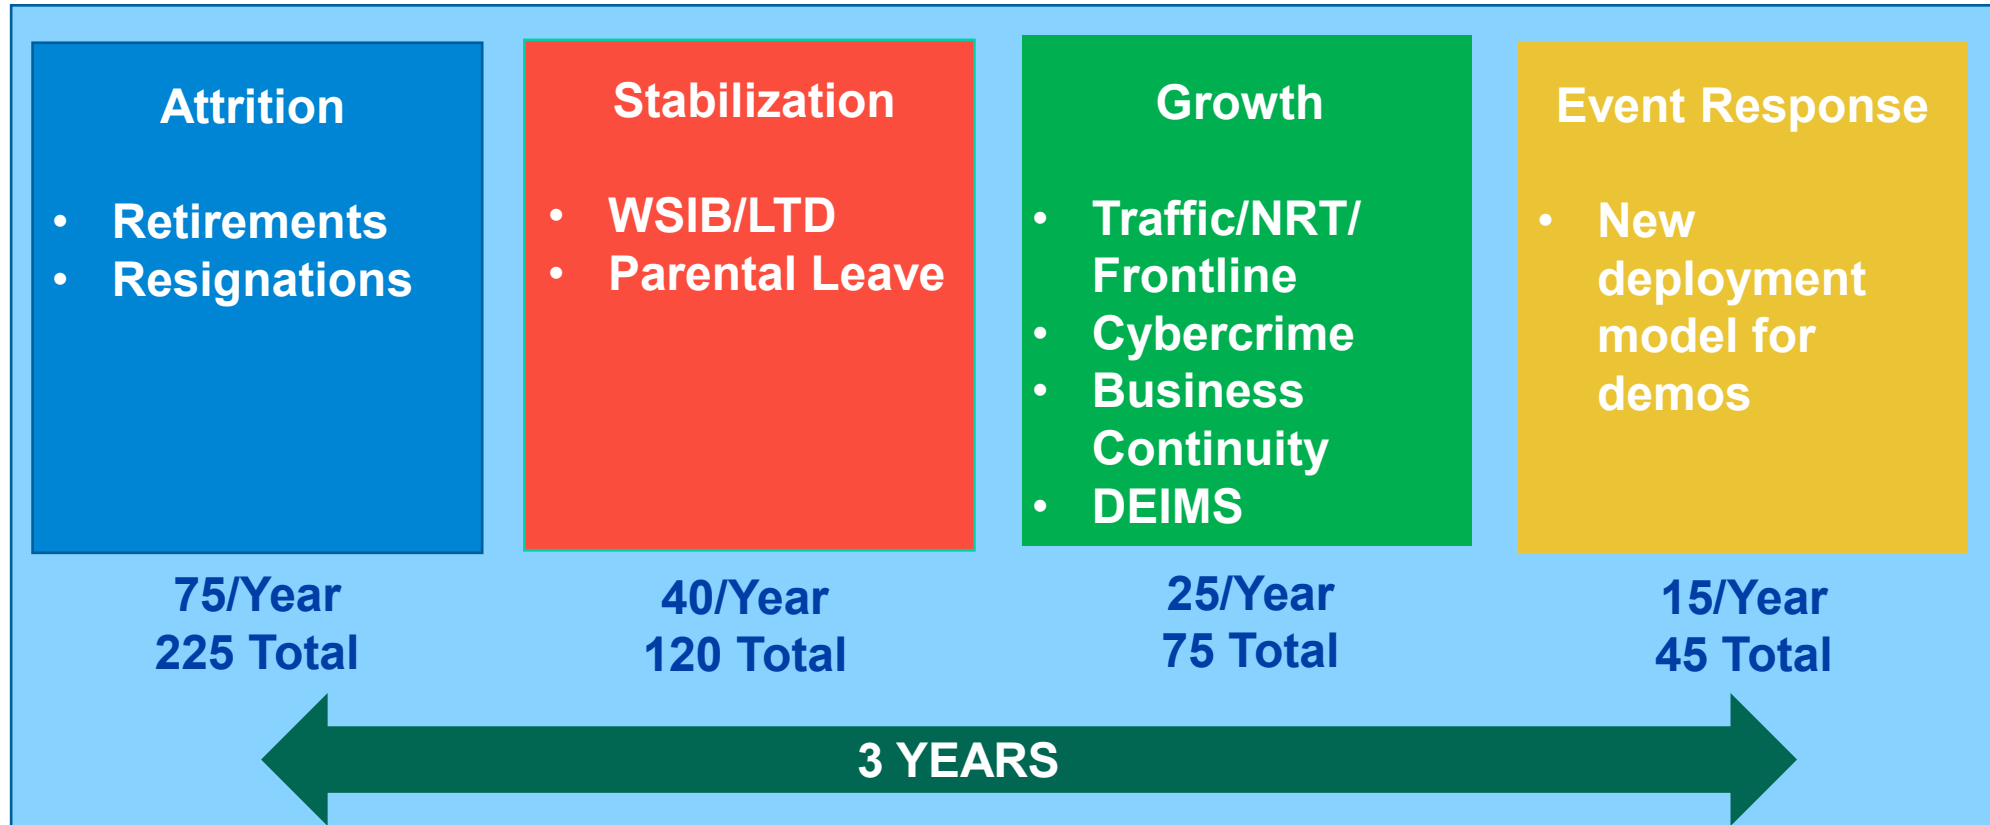 Attrition
• Retirements
• Resignations
75/Year
225 Total
Stabilization
• WSIB/LTD
• Parental Leave
40/Year
120 Total
Growth
• Traffic/NRT/
Frontline
• Cybercrime
• Business
Continuity
• DEIMS
25/Year
75 Total
Event Response
• New
deployment
model for
demos
15/Year
45 Total
3 YEARS